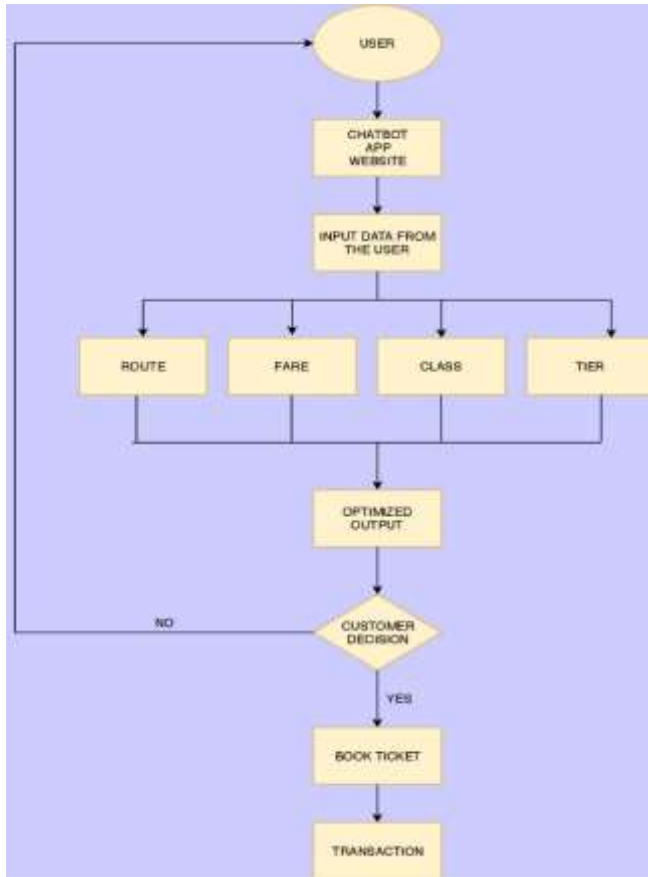 USER
CHATBOT
APP
WEBSITE
INPUT DATA FROM
THE USER
ROUTE
FARE
CLASS
TIER
OPTIMIZED
OUTPUT
NO
CUSTOMER
DECISION
YES
BOOK TICKET
TRANSACTION